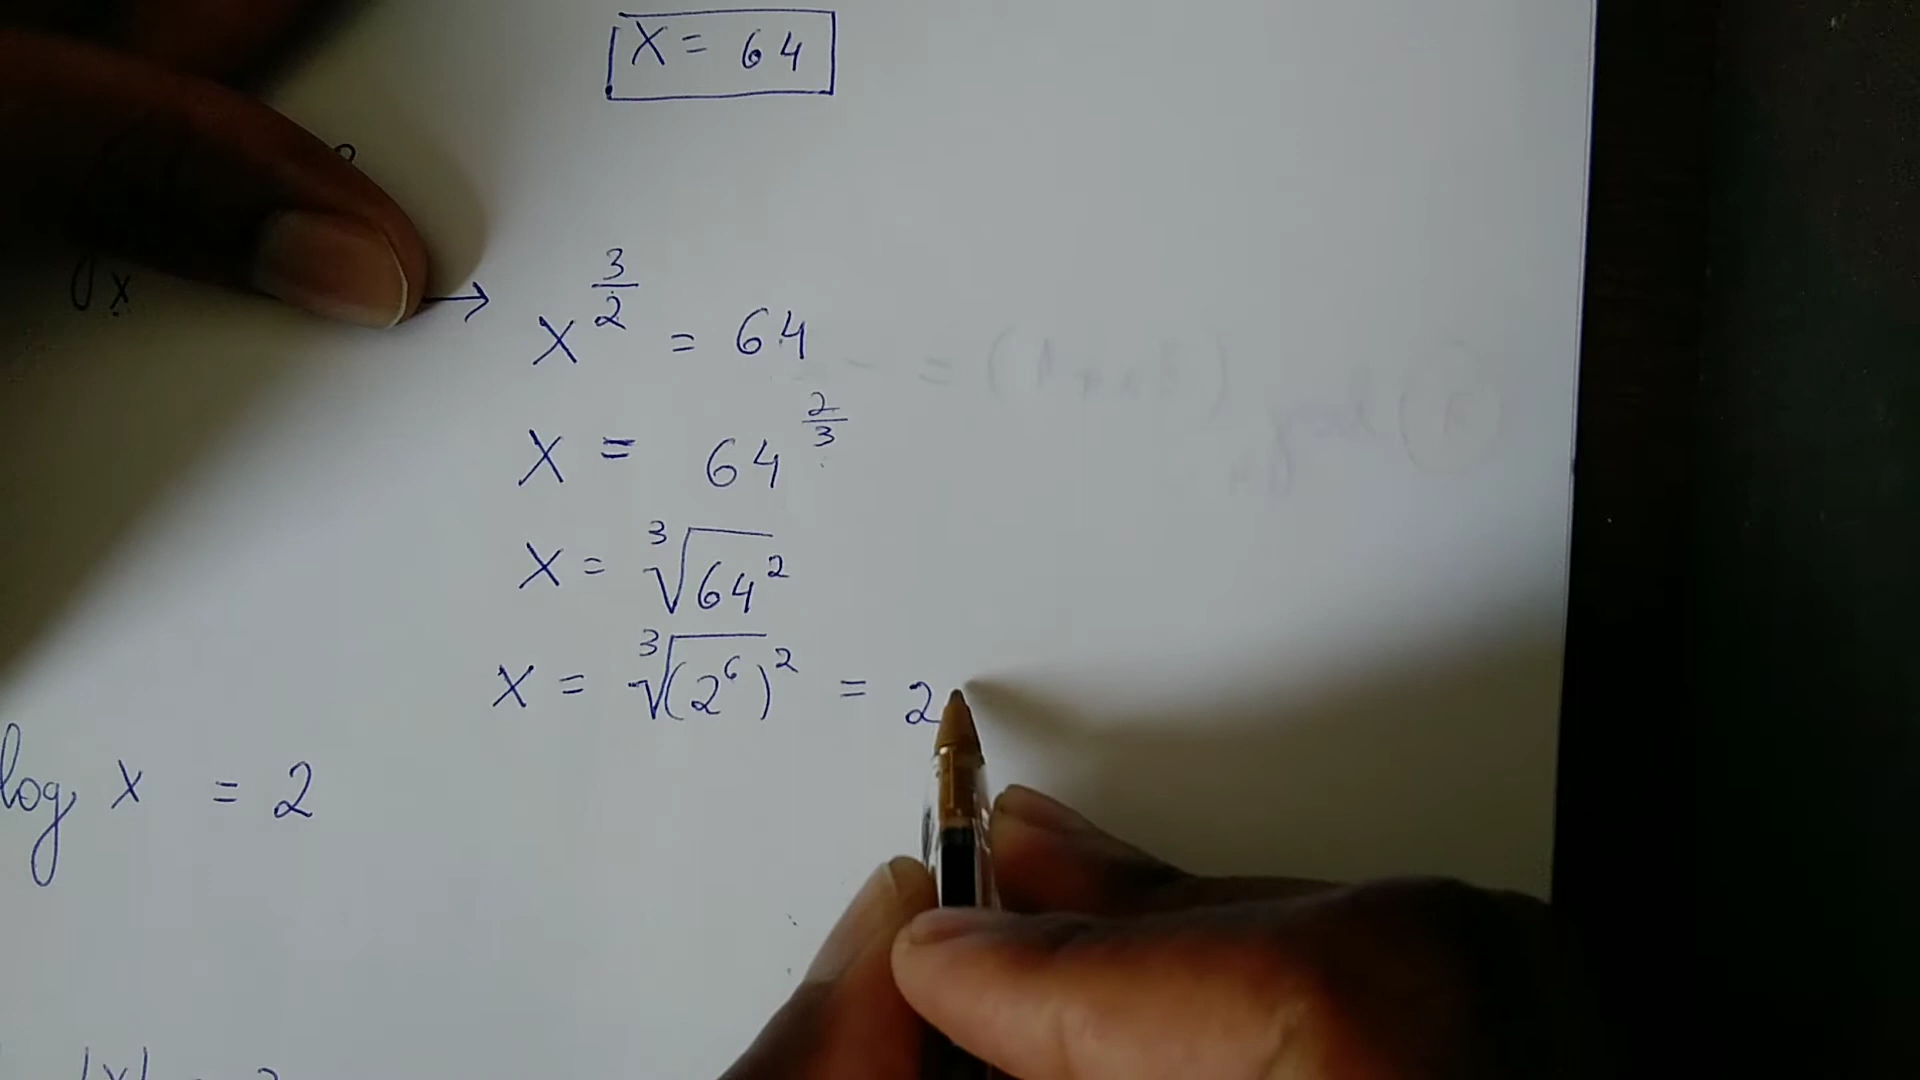 x = 64
√x → x^(3/2) = 64
x = 64^(2/3)
x = ∛64²
x = ∛(2⁶)² = 2
log x = 2